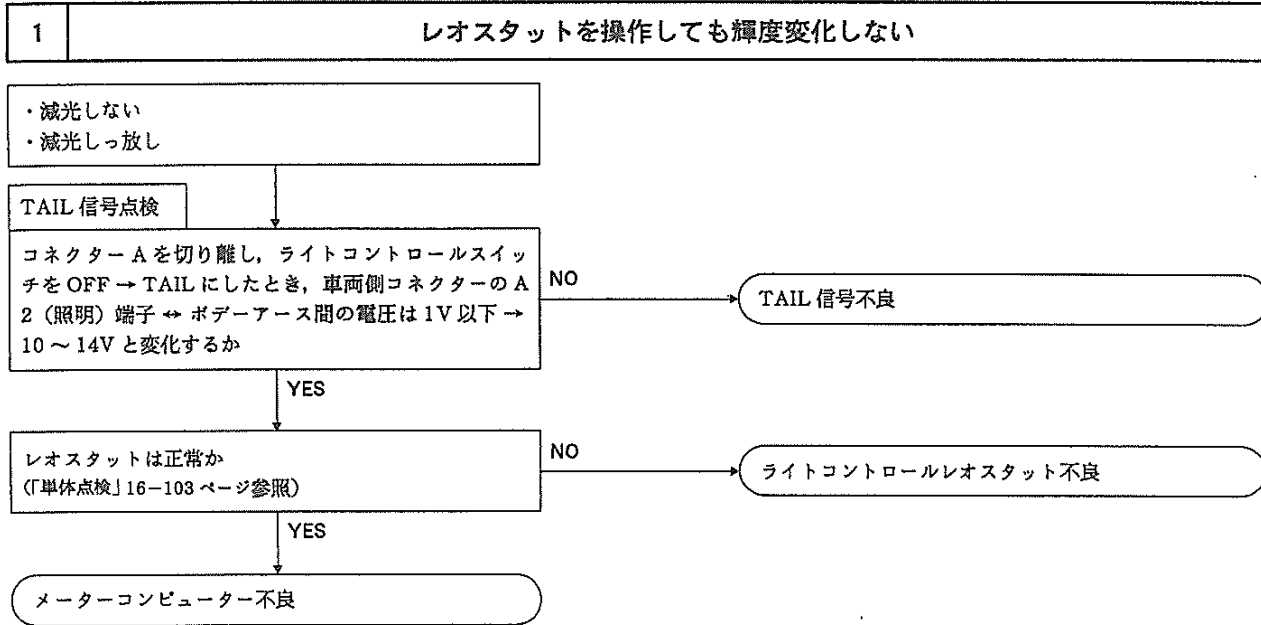 1
レオスタットを操作しても輝度変化しない
・減光しない
・減光しっ放し
TAIL 信号点検
コネクター A を切り離し，ライトコントロールスイッ
チを OFF → TAIL にしたとき，車両側コネクターの A
2（照明）端子 ↔ ボデーアース間の電圧は 1V 以下 →
10 ～ 14V と変化するか
NO
TAIL 信号不良
YES
レオスタットは正常か
（「単体点検」16－103 ページ参照）
NO
ライトコントロールレオスタット不良
YES
メーターコンピューター不良